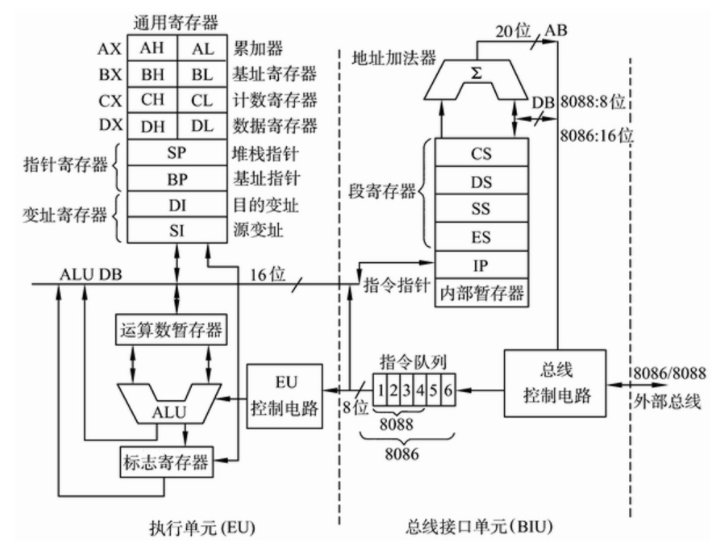 通用寄存器
AX AH AL 累加器
BX BH BL 基址寄存器
CX CH CL 计数寄存器
DX DH DL 数据寄存器
指针寄存器
SP 堆栈指针
BP 基址指针
变址寄存器
DI 目的变址
SI 源变址
ALU DB
16位
运算数暂存器
ALU
标志寄存器
EU
控制电路
执行单元(EU)
20位 AB
地址加法器
Σ
DB 8088:8位
8086:16位
段寄存器
CS
DS
SS
ES
IP
指令指针
内部暂存器
指令队列
1 2 3 4 5 6
8位
8088
8086
总线
控制电路
8086/8088
外部总线
总线接口单元(BIU)